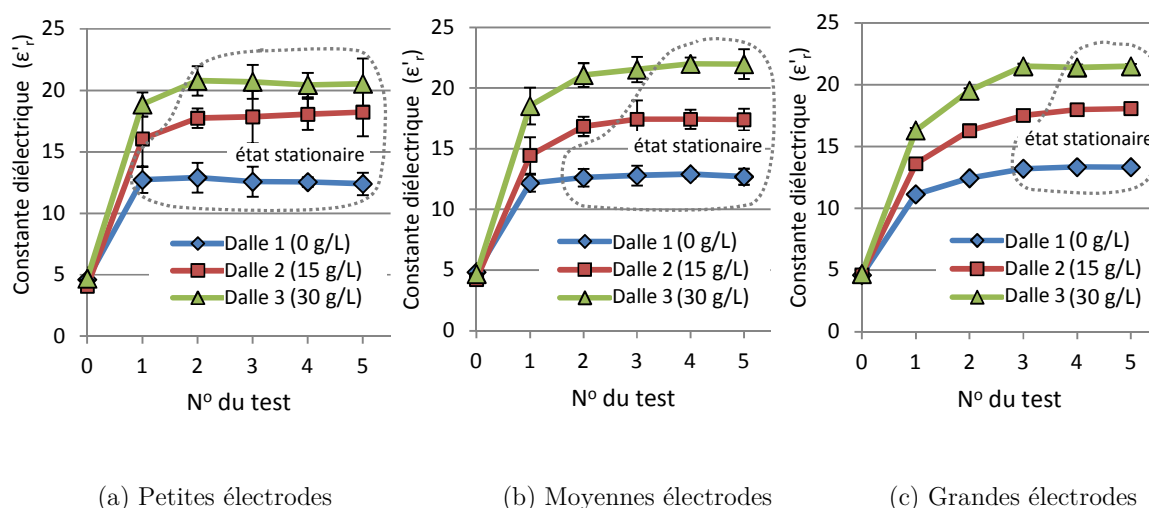 Constante diélectrique (ε'r)
25
20
15
10
5
0
état stationaire
Dalle 1 (0 g/L)
Dalle 2 (15 g/L)
Dalle 3 (30 g/L)
0 1 2 3 4 5
Nº du test
(a) Petites électrodes
Constante diélectrique (ε'r)
25
20
15
10
5
0
état stationaire
Dalle 1 (0 g/L)
Dalle 2 (15 g/L)
Dalle 3 (30 g/L)
0 1 2 3 4 5
Nº du test
(b) Moyennes électrodes
Constante diélectrique (ε'r)
25
20
15
10
5
0
état stationaire
Dalle 1 (0 g/L)
Dalle 2 (15 g/L)
Dalle 3 (30 g/L)
0 1 2 3 4 5
Nº du test
(c) Grandes électrodes